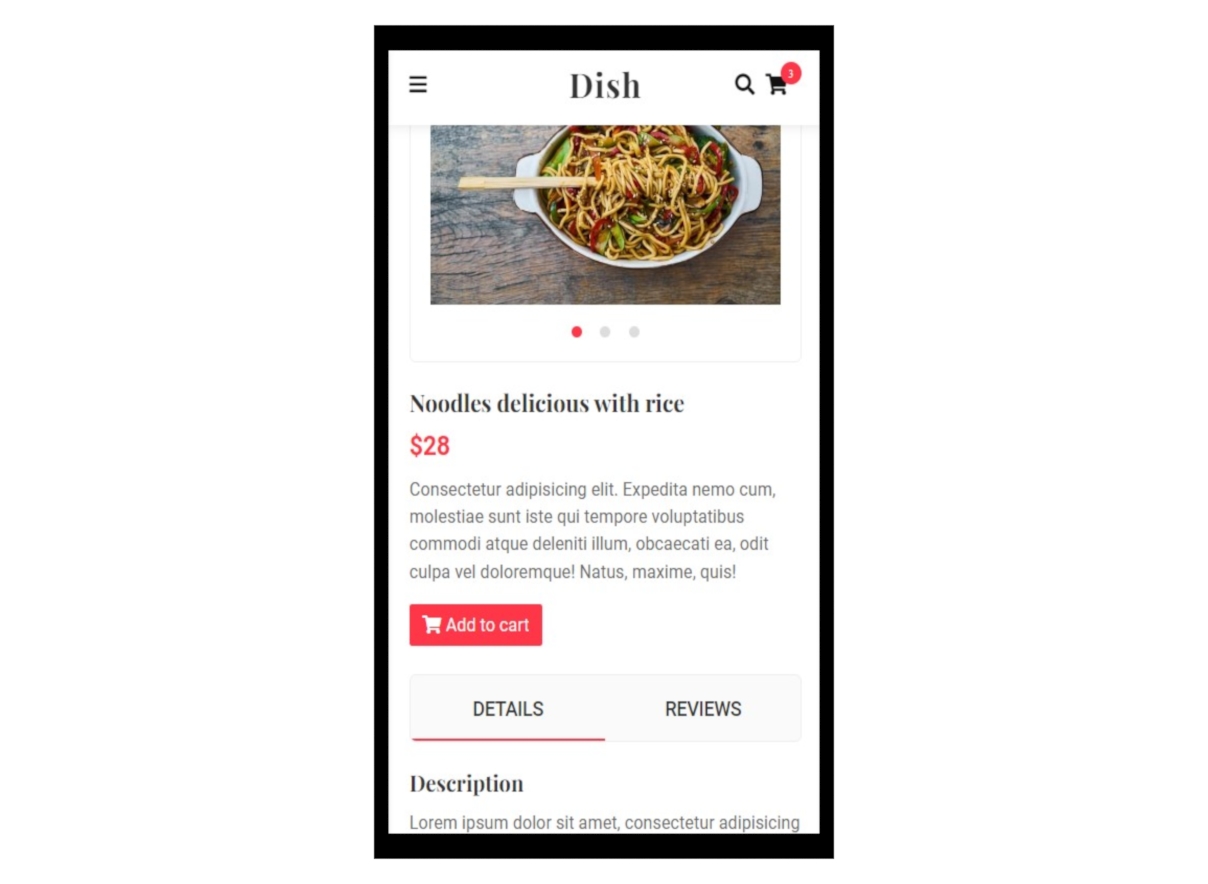 Dish
3
Noodles delicious with rice
$28
Consectetur adipisicing elit. Expedita nemo cum,
molestiae sunt iste qui tempore voluptatibus
commodi atque deleniti illum, obcaecati ea, odit
culpa vel doloremque! Natus, maxime, quis!
Add to cart
DETAILS REVIEWS
Description
Lorem ipsum dolor sit amet, consectetur adipisicing